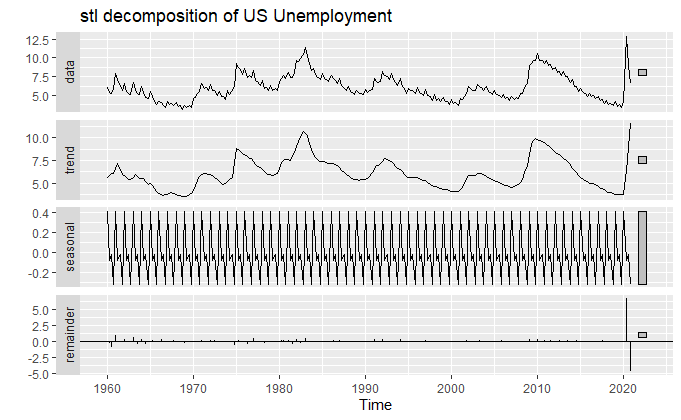 stl decomposition of US Unemployment
12.5
10.0
7.5
5.0
data
10.0
7.5
5.0
trend
0.4
0.2
0.0
-0.2
seasonal
5.0
2.5
0.0
-2.5
-5.0
remainder
1960 1970 1980 1990 2000 2010 2020
Time